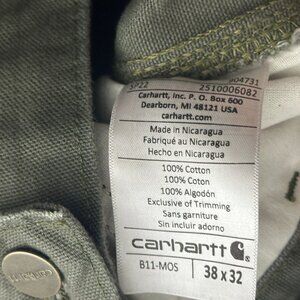 SP22 904731
2510006082
Carhartt, Inc. P. O. Box 600
Dearborn, MI 48121 USA
carhartt.com
Made in Nicaragua
Fabriqué au Nicaragua
Hecho en Nicaragua
100% Cotton
100% Coton
100% Algodón
Exclusive of Trimming
Sans garniture
Sin incluir adorno
carhartt
B11-MOS 38 x 32